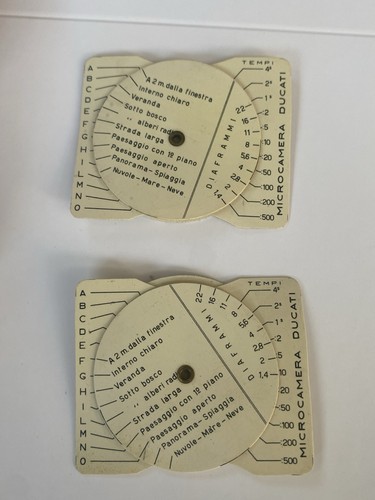 TEMPI
A
B
C
D
E
F
G
H
I
L
M
N
O
A 2 m. dalla finestra
Interno chiaro
Veranda
Sotto bosco
,, alberi radi
Strada larga
Paesaggio con 1º piano
Paesaggio aperto
Panorama-Spiaggia
Nuvole-Mare-Neve
DIAFRAMMI
22
16
11
8
5,6
4
2,8
2
1,4
4ˢ
2ˢ
1ˢ
2
5
10
20
50
100
200
500
MICROCAMERA DUCATI
TEMPI
A
B
C
D
E
F
G
H
I
L
M
N
O
A 2 m. dalla finestra
Interno chiaro
Veranda
Sotto bosco
,, alberi radi
Strada larga
Paesaggio con 1º piano
Paesaggio aperto
Panorama-Spiaggia
Nuvole-Mare-Neve
DIAFRAMMI
22
16
11
8
5,6
4
2,8
2
1,4
4ˢ
2ˢ
1ˢ
2
5
10
20
50
100
200
500
MICROCAMERA DUCATI